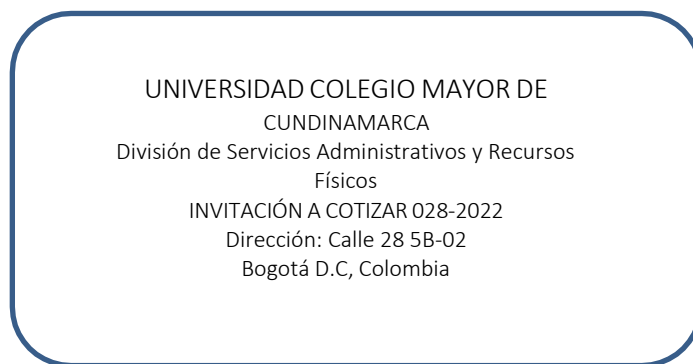 UNIVERSIDAD COLEGIO MAYOR DE
CUNDINAMARCA
División de Servicios Administrativos y Recursos
Físicos
INVITACIÓN A COTIZAR 028-2022
Dirección: Calle 28 5B-02
Bogotá D.C, Colombia